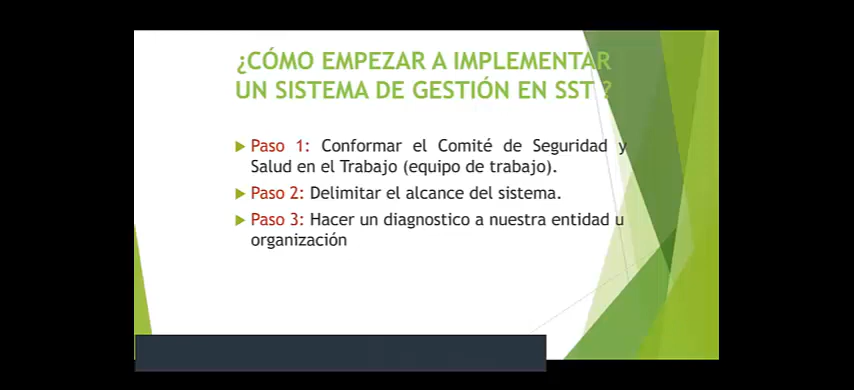 ¿CÓMO EMPEZAR A IMPLEMENTAR
UN SISTEMA DE GESTIÓN EN SST ?
Paso 1: Conformar el Comité de Seguridad y
Salud en el Trabajo (equipo de trabajo).
Paso 2: Delimitar el alcance del sistema.
Paso 3: Hacer un diagnostico a nuestra entidad u
organización